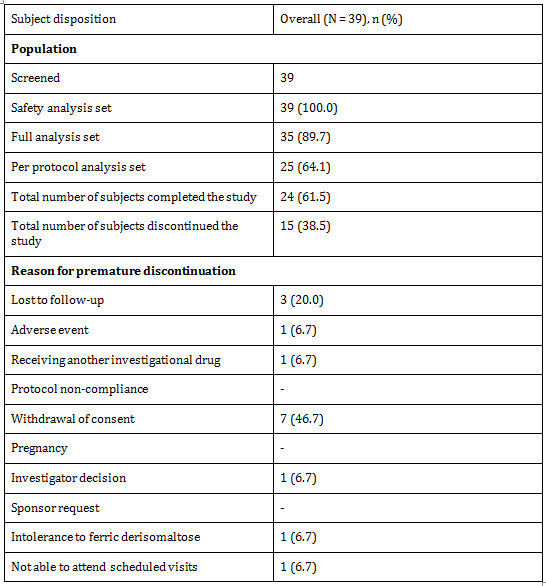 Subject disposition Overall (N = 39), n (%)
Population
Screened 39
Safety analysis set 39 (100.0)
Full analysis set 35 (89.7)
Per protocol analysis set 25 (64.1)
Total number of subjects completed the study 24 (61.5)
Total number of subjects discontinued the 15 (38.5)
study
Reason for premature discontinuation
Lost to follow-up 3 (20.0)
Adverse event 1 (6.7)
Receiving another investigational drug 1 (6.7)
Protocol non-compliance -
Withdrawal of consent 7 (46.7)
Pregnancy -
Investigator decision 1 (6.7)
Sponsor request -
Intolerance to ferric derisomaltose 1 (6.7)
Not able to attend scheduled visits 1 (6.7)